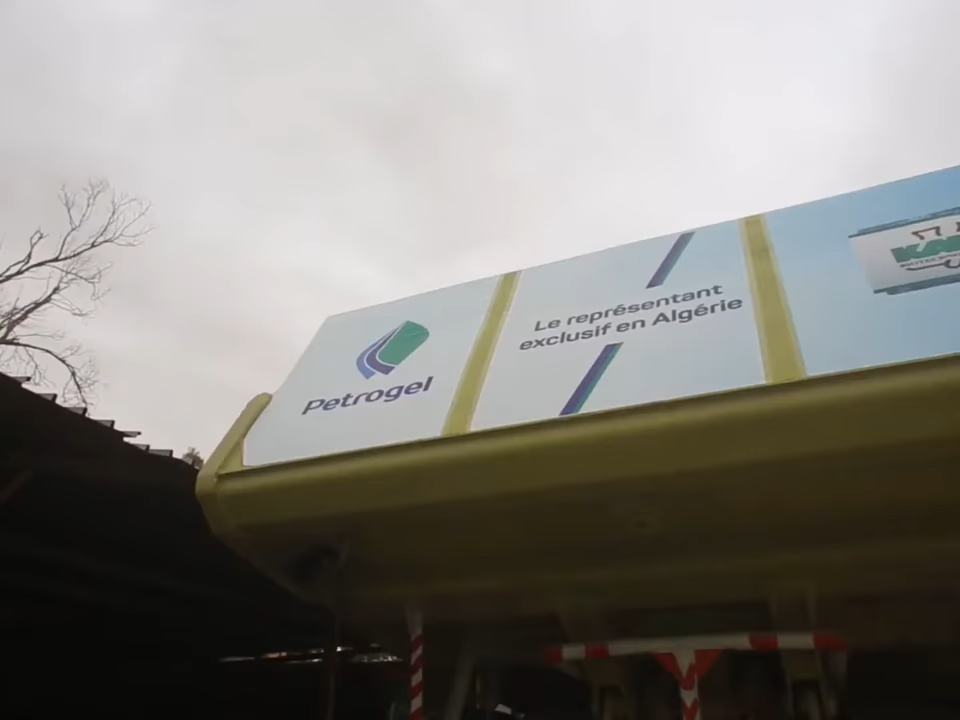 Petrogel
Le représentant
exclusif en Algérie